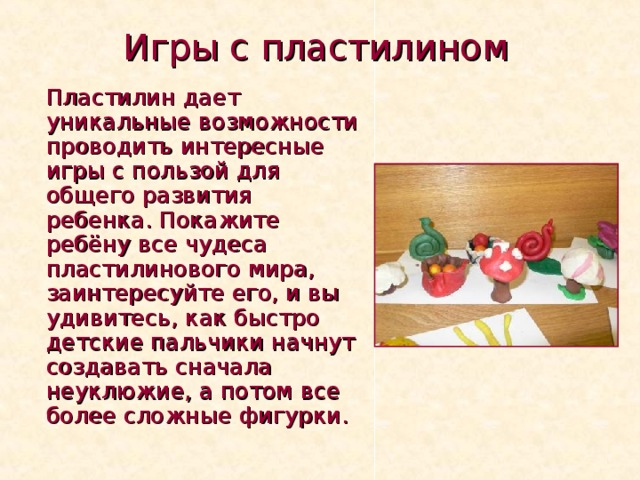 Игры с пластилином
Пластилин дает
уникальные возможности
проводить интересные
игры с пользой для
общего развития
ребенка. Покажите
ребёну все чудеса
пластилинового мира,
заинтересуйте его, и вы
удивитесь, как быстро
детские пальчики начнут
создавать сначала
неуклюжие, а потом все
более сложные фигурки.